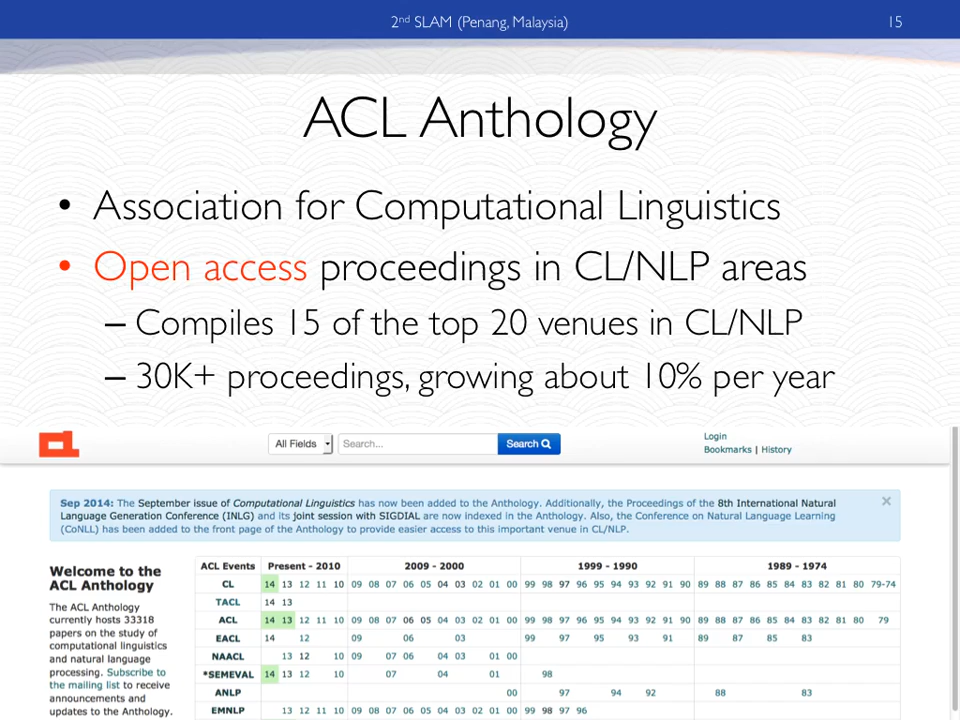 2nd SLAM (Penang, Malaysia) 15
ACL Anthology
• Association for Computational Linguistics
• Open access proceedings in CL/NLP areas
– Compiles 15 of the top 20 venues in CL/NLP
– 30K+ proceedings, growing about 10% per year
All Fields Search... Search
Login
Bookmarks | History
Sep 2014: The September issue of Computational Linguistics has now been added to the Anthology. Additionally, the Proceedings of the 8th International Natural
Language Generation Conference (INLG) and its joint session with SIGDIAL are now indexed in the Anthology. Also, the Conference on Natural Language Learning
(CoNLL) has been added to the front page of the Anthology to provide easier access to this important venue in CL/NLP.
Welcome to the
ACL Anthology
The ACL Anthology
currently hosts 33318
papers on the study of
computational linguistics
and natural language
processing. Subscribe to
the mailing list to receive
announcements and
updates to the Anthology.
ACL Events Present - 2010 2009 - 2000 1999 - 1990 1989 - 1974
CL 14 13 12 11 10 09 08 07 06 05 04 03 02 01 00 99 98 97 96 95 94 93 92 91 90 89 88 87 86 85 84 83 82 81 80 79-74
TACL 14 13
ACL 14 13 12 11 10 09 08 07 06 05 04 03 02 01 00 99 98 97 96 95 94 93 92 91 90 89 88 87 86 85 84 83 82 81 80 79
EACL 14 12 09 06 03 99 97 95 93 91 89 87 85 83
NAACL 13 12 10 09 07 06 04 03 01 00
*SEMEVAL 14 13 12 10 07 04 01 98
ANLP 00 97 94 92 88 83
EMNLP 13 12 11 10 09 08 07 06 05 04 03 02 01 00 99 98 97 96